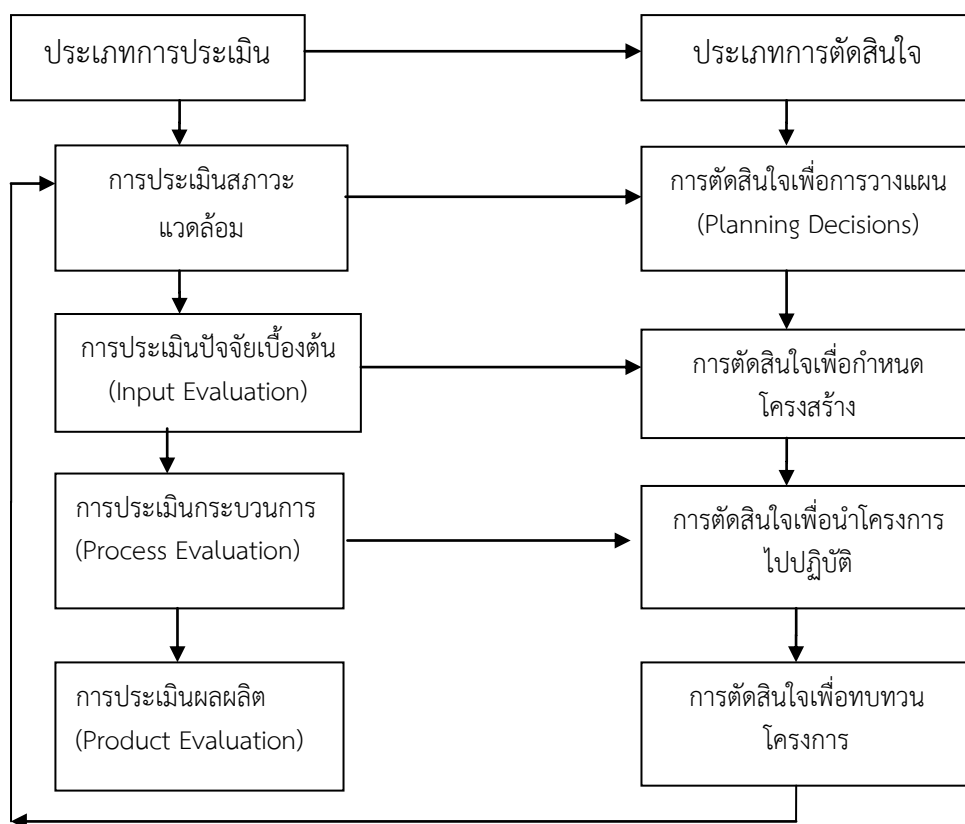 ประเภทการประเมิน
ประเภทการตัดสินใจ
การประเมินสภาวะ
แวดล้อม
การตัดสินใจเพื่อการวางแผน
(Planning Decisions)
การประเมินปัจจัยเบื้องต้น
(Input Evaluation)
การตัดสินใจเพื่อกำหนด
โครงสร้าง
การประเมินกระบวนการ
(Process Evaluation)
การตัดสินใจเพื่อนำโครงการ
ไปปฏิบัติ
การประเมินผลผลิต
(Product Evaluation)
การตัดสินใจเพื่อทบทวน
โครงการ